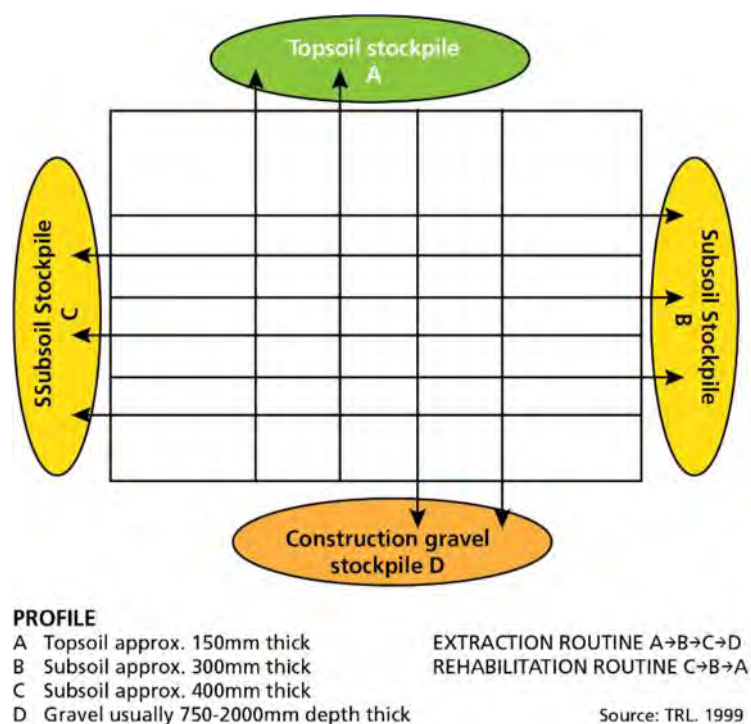 Topsoil stockpile
A
SSubsoil Stockpile
C
Subsoil Stockpile
B
Construction gravel
stockpile D
PROFILE
A Topsoil approx. 150mm thick
B Subsoil approx. 300mm thick
C Subsoil approx. 400mm thick
D Gravel usually 750-2000mm depth thick
EXTRACTION ROUTINE A→B→C→D
REHABILITATION ROUTINE C→B→A
Source: TRL. 1999